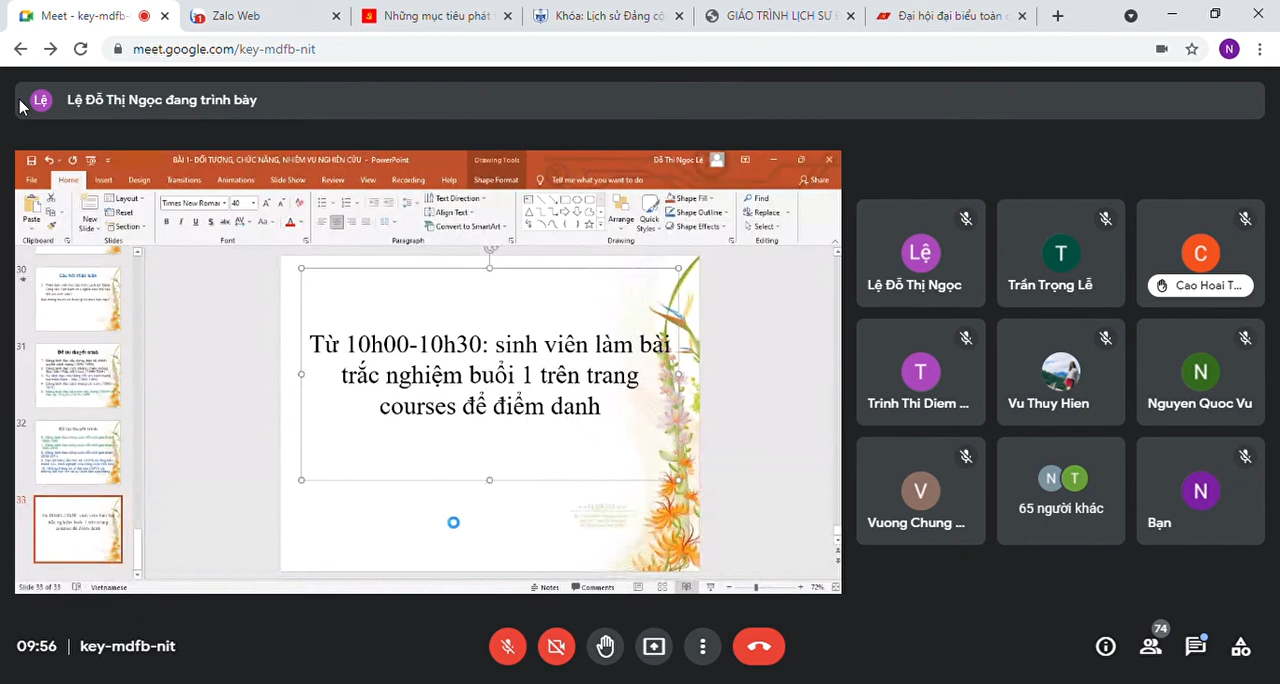 Meet - key-mdfb-
Zalo Web
Những mục tiêu phát
Khóa: Lịch sử Đảng cộ
GIÁO TRÌNH LỊCH SỬ
Đại hội đại biểu toàn
meet.google.com/key-mdfb-nit
N
Lệ
Lệ Đỗ Thị Ngọc đang trình bày
BÀI 1- ĐỐI TƯỢNG, CHỨC NĂNG, NHIỆM VỤ NGHIÊN CỨU - PowerPoint
Drawing Tools
Đỗ Thị Ngọc Lệ
File Home Insert Design Transitions Animations Slide Show Review View Recording Help Shape Format Tell me what you want to do Share
Paste
New Slide
Layout
Reset
Section
Times New Roman
40
Text Direction
Align Text
Convert to SmartArt
Arrange
Quick Styles
Shape Fill
Shape Outline
Shape Effects
Find
Replace
Select
Clipboard Slides Font Paragraph Drawing Editing
30
31
32
33
Từ 10h00-10h30: sinh viên làm bài
trắc nghiệm buổi 1 trên trang
courses để điểm danh
Slide 33 of 33
Vietnamese
Notes
Comments
72%
Lệ
Lệ Đỗ Thị Ngọc
T
Trần Trọng Lễ
C
Cao Hoai T...
T
Trinh Thi Diem ...
Vu Thuy Hien
N
Nguyen Quoc Vu
V
Vuong Chung ...
N T
65 người khác
N
Bạn
09:56 | key-mdfb-nit
74